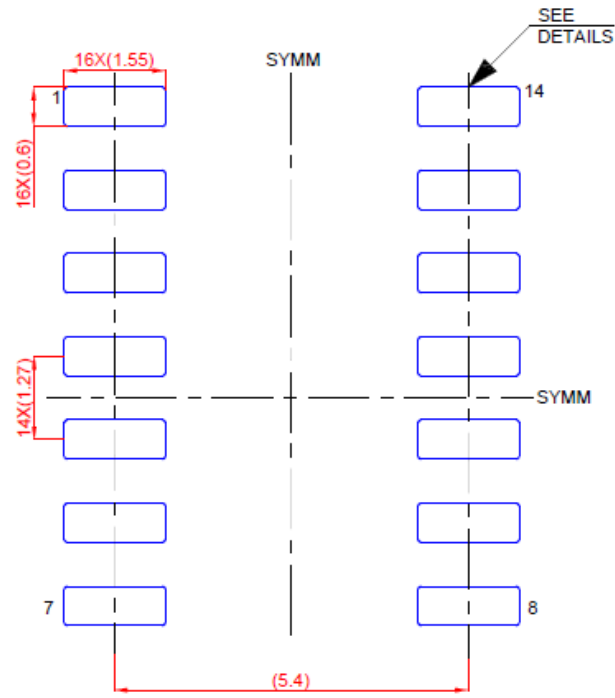 SEE
DETAILS
16X(1.55)
SYMM
1
14
16X(0.6)
14X(1.27)
SYMM
7
8
(5.4)